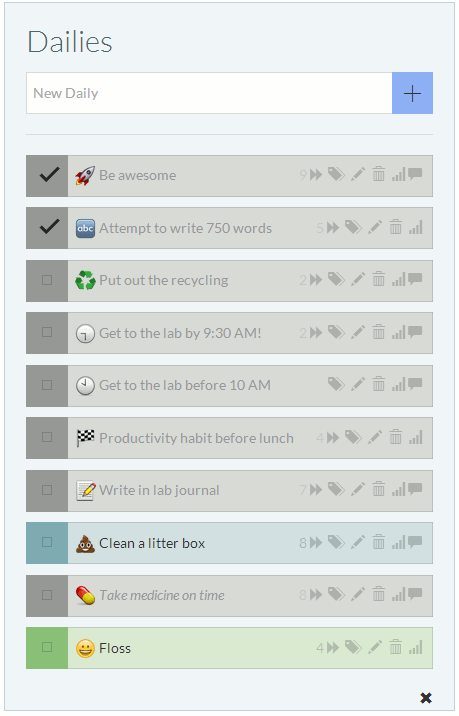 Dailies
New Daily
Be awesome 9
abc Attempt to write 750 words 5
Put out the recycling 2
Get to the lab by 9:30 AM! 2
Get to the lab before 10 AM
Productivity habit before lunch 4
Write in lab journal 7
Clean a litter box 8
Take medicine on time 8
Floss 4